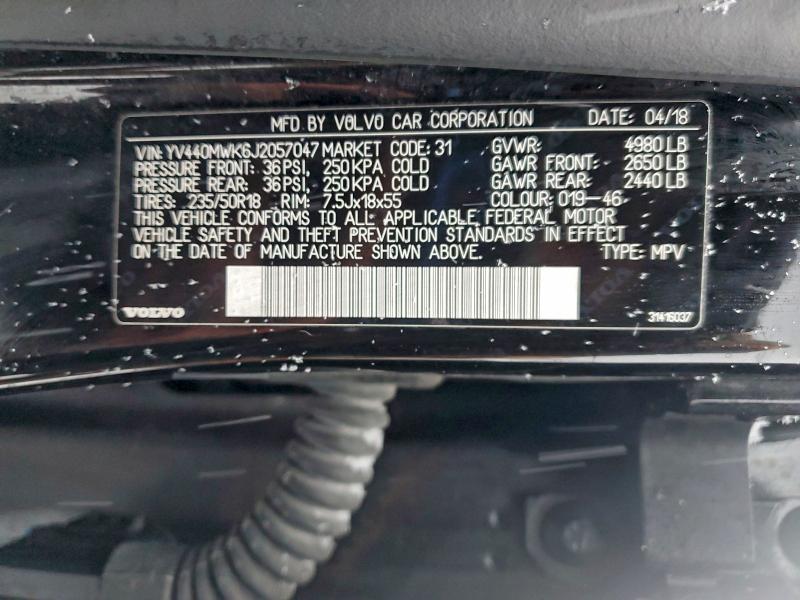 MFD BY VOLVO CAR CORPORATION DATE: 04/18
VIN: YV440MWK6J2057047 MARKET CODE: 31 GVWR: 4980 LB
PRESSURE FRONT: 36 PSI, 250 KPA COLD GAWR FRONT: 2650 LB
PRESSURE REAR: 36 PSI, 250 KPA COLD GAWR REAR: 2440 LB
TIRES: 235/50R18 RIM: 7.5Jx18x55 COLOUR: 019-46
THIS VEHICLE CONFORMS TO ALL APPLICABLE FEDERAL MOTOR
VEHICLE SAFETY AND THEFT PREVENTION STANDARDS IN EFFECT
ON THE DATE OF MANUFACTURE SHOWN ABOVE. TYPE: MPV
VOLVO 31415037